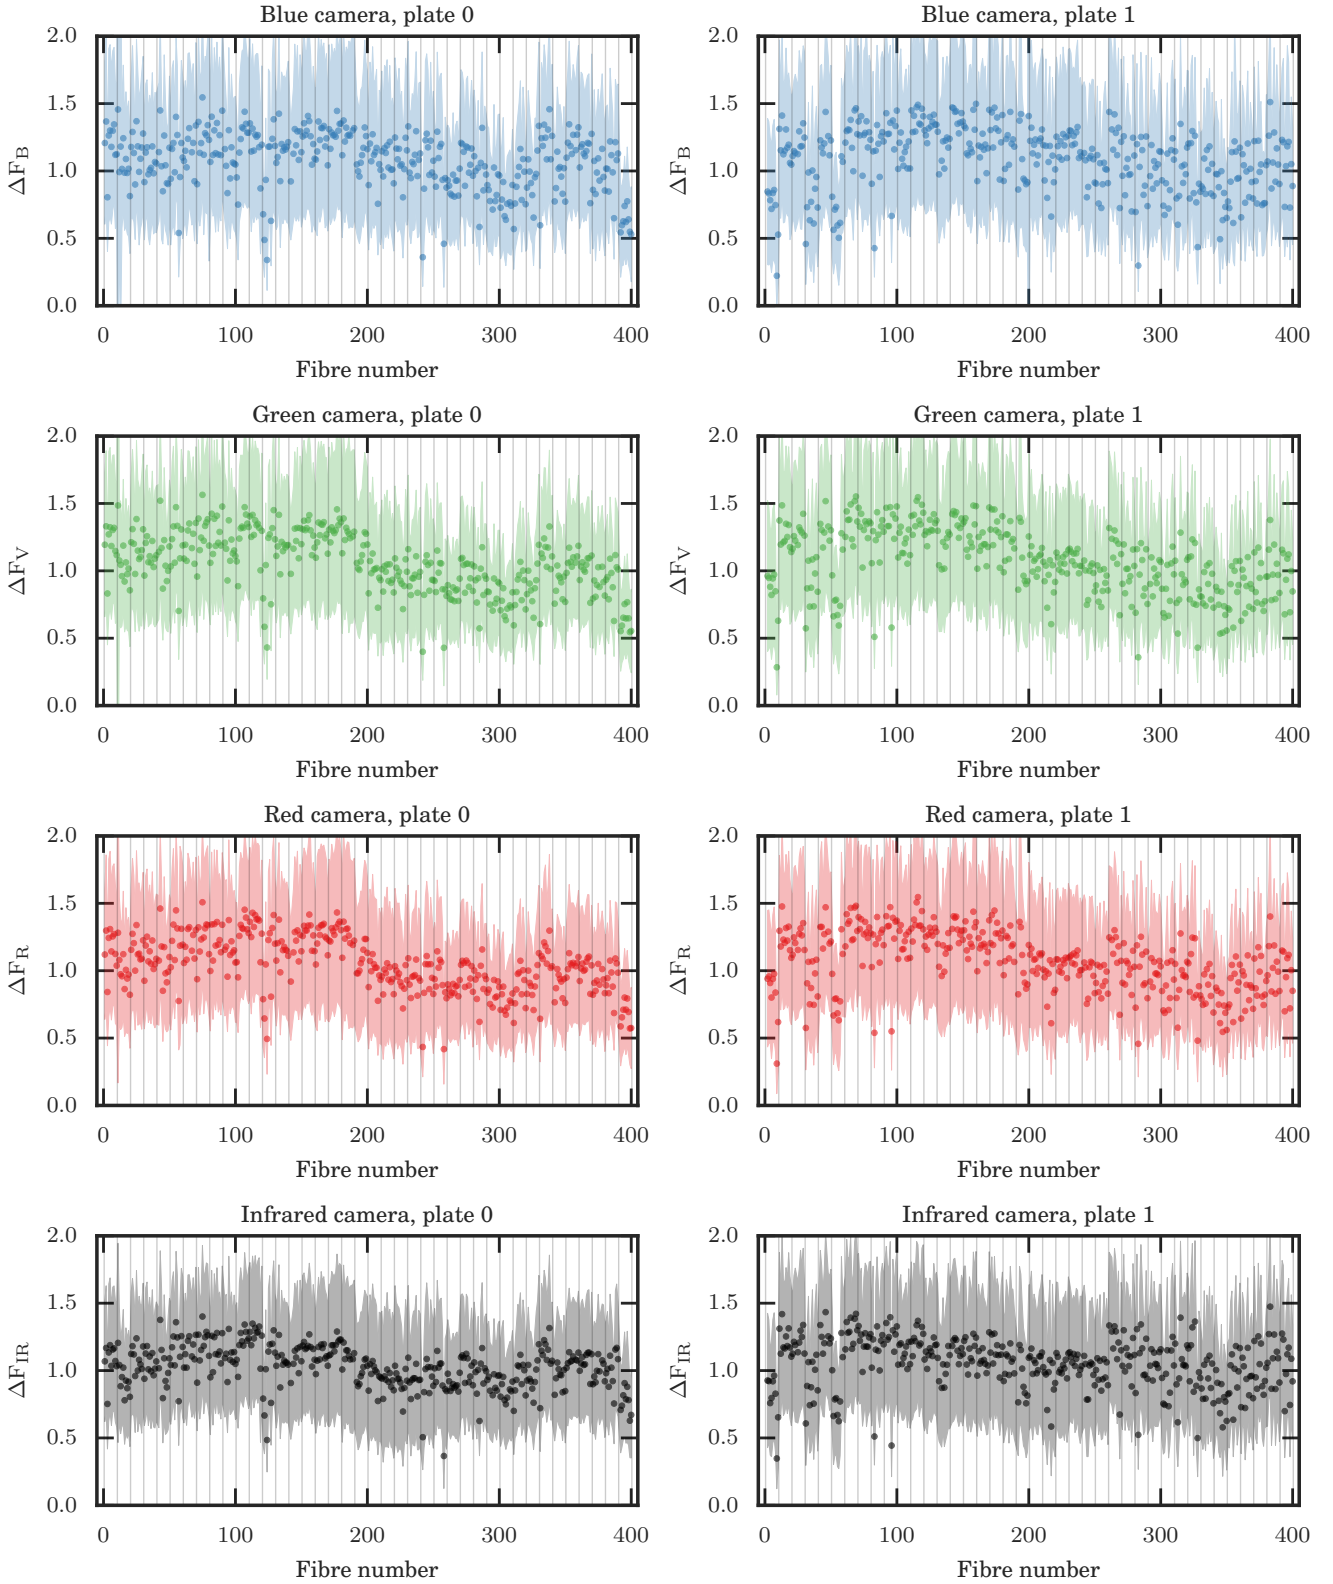 Blue camera, plate 0
2.0
1.5
1.0
0.5
0.0
ΔF_B
0 100 200 300 400
Fibre number
Blue camera, plate 1
2.0
1.5
1.0
0.5
0.0
ΔF_B
0 100 200 300 400
Fibre number
Green camera, plate 0
2.0
1.5
1.0
0.5
0.0
ΔF_V
0 100 200 300 400
Fibre number
Green camera, plate 1
2.0
1.5
1.0
0.5
0.0
ΔF_V
0 100 200 300 400
Fibre number
Red camera, plate 0
2.0
1.5
1.0
0.5
0.0
ΔF_R
0 100 200 300 400
Fibre number
Red camera, plate 1
2.0
1.5
1.0
0.5
0.0
ΔF_R
0 100 200 300 400
Fibre number
Infrared camera, plate 0
2.0
1.5
1.0
0.5
0.0
ΔF_IR
0 100 200 300 400
Fibre number
Infrared camera, plate 1
2.0
1.5
1.0
0.5
0.0
ΔF_IR
0 100 200 300 400
Fibre number